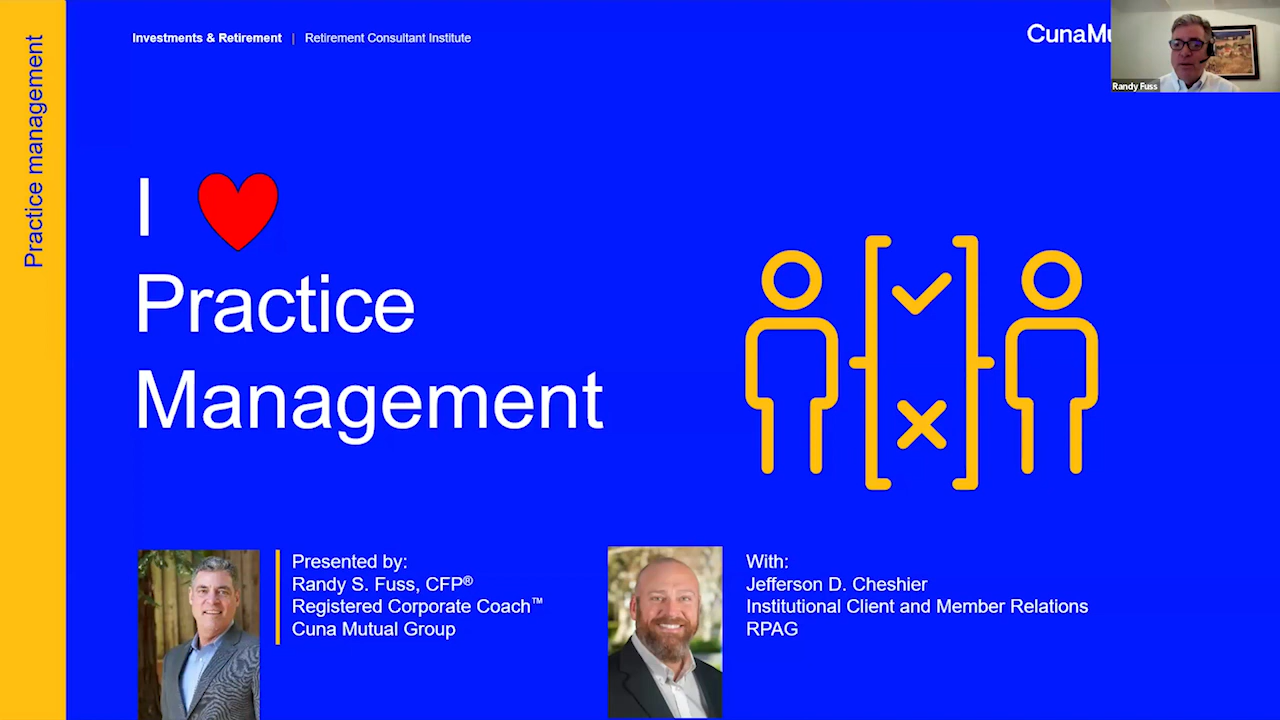 Practice management
Investments & Retirement | Retirement Consultant Institute
CunaMu
Randy Fuss
I
Practice
Management
Presented by:
Randy S. Fuss, CFP®
Registered Corporate Coach™
Cuna Mutual Group
With:
Jefferson D. Cheshier
Institutional Client and Member Relations
RPAG